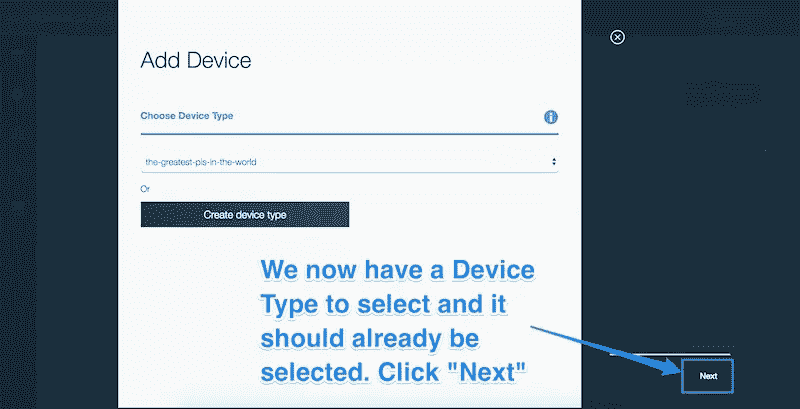 Add Device
Choose Device Type
the-greatest-pis-in-the-world
Or
Create device type
We now have a Device
Type to select and it
should already be
selected. Click "Next"
Next